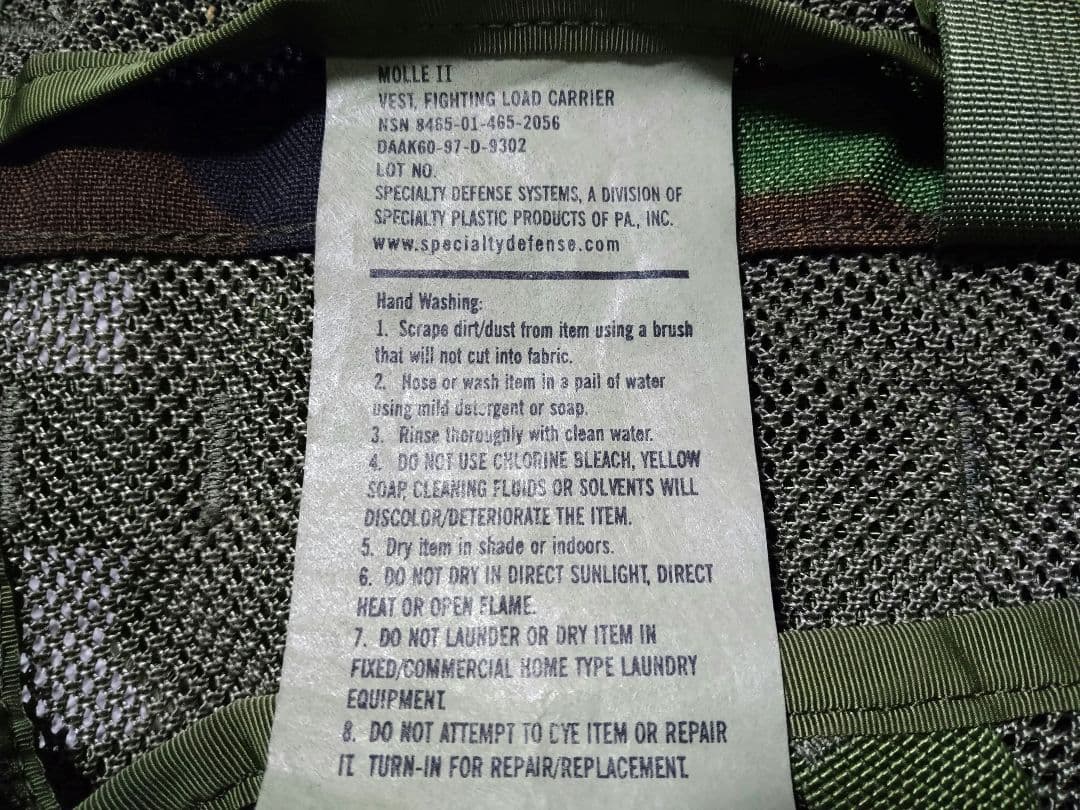 MOLLE II
VEST, FIGHTING LOAD CARRIER
NSN 8465-01-465-2056
DAAK60-97-D-9302
LOT NO.
SPECIALTY DEFENSE SYSTEMS, A DIVISION OF
SPECIALTY PLASTIC PRODUCTS OF PA., INC.
www.specialtydefense.com
Hand Washing:
1. Scrape dirt/dust from item using a brush
that will not cut into fabric.
2. Hose or wash item in a pail of water
using mild detergent or soap.
3. Rinse thoroughly with clean water.
4. DO NOT USE CHLORINE BLEACH, YELLOW
SOAP, CLEANING FLUIDS OR SOLVENTS WILL
DISCOLOR/DETERIORATE THE ITEM.
5. Dry item in shade or indoors.
6. DO NOT DRY IN DIRECT SUNLIGHT, DIRECT
HEAT OR OPEN FLAME.
7. DO NOT LAUNDER OR DRY ITEM IN
FIXED/COMMERCIAL HOME TYPE LAUNDRY
EQUIPMENT.
8. DO NOT ATTEMPT TO DYE ITEM OR REPAIR
IT. TURN-IN FOR REPAIR/REPLACEMENT.